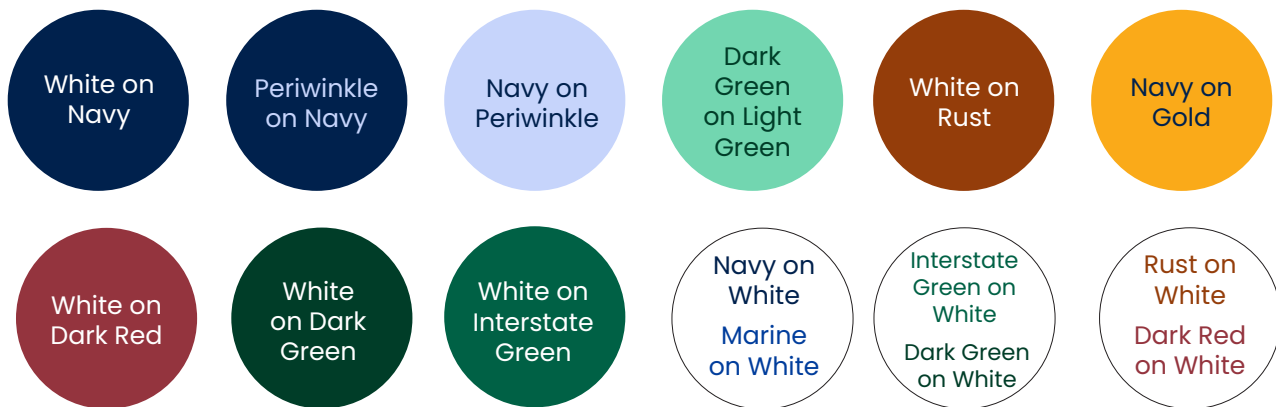 White on
Navy
Periwinkle
on Navy
Navy on
Periwinkle
Dark
Green
on Light
Green
White on
Rust
Navy on
Gold
White on
Dark Red
White
on Dark
Green
White on
Interstate
Green
Navy on
White
Marine
on White
Interstate
Green on
White
Dark Green
on White
Rust on
White
Dark Red
on White